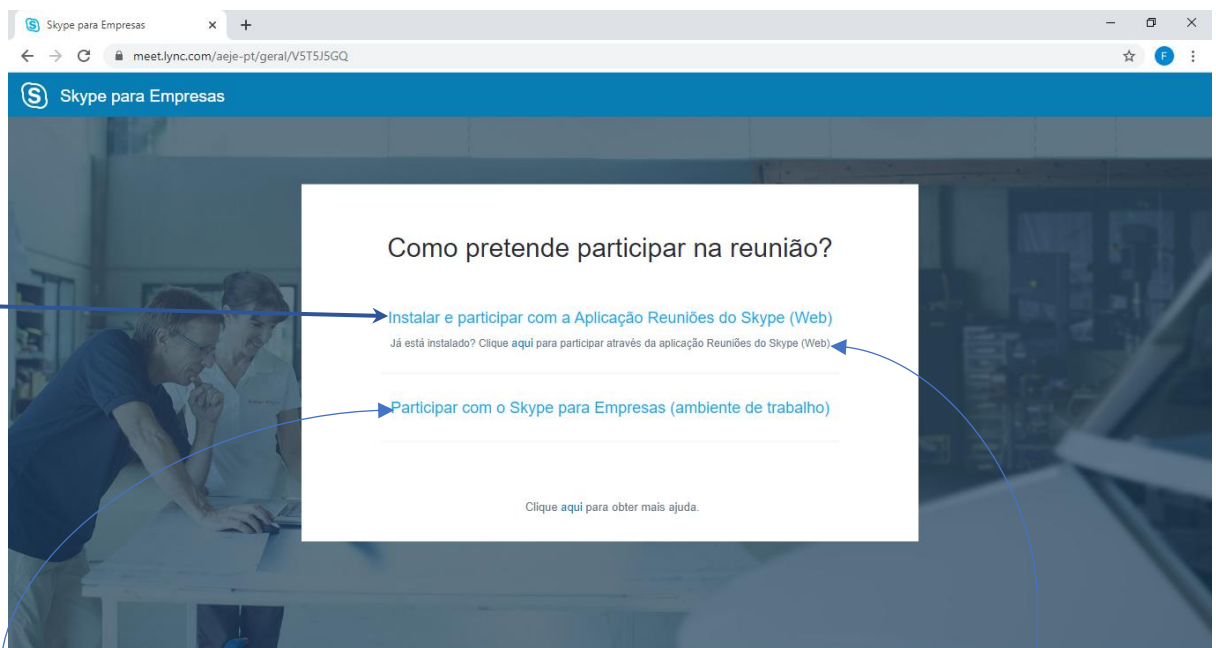 Skype para Empresas
meet.lync.com/aeje-pt/geral/V5T5J5GQ
F
Skype para Empresas
Como pretende participar na reunião?
Instalar e participar com a Aplicação Reuniões do Skype (Web)
Já está instalado? Clique aqui para participar através da aplicação Reuniões do Skype (Web)
Participar com o Skype para Empresas (ambiente de trabalho)
Clique aqui para obter mais ajuda.